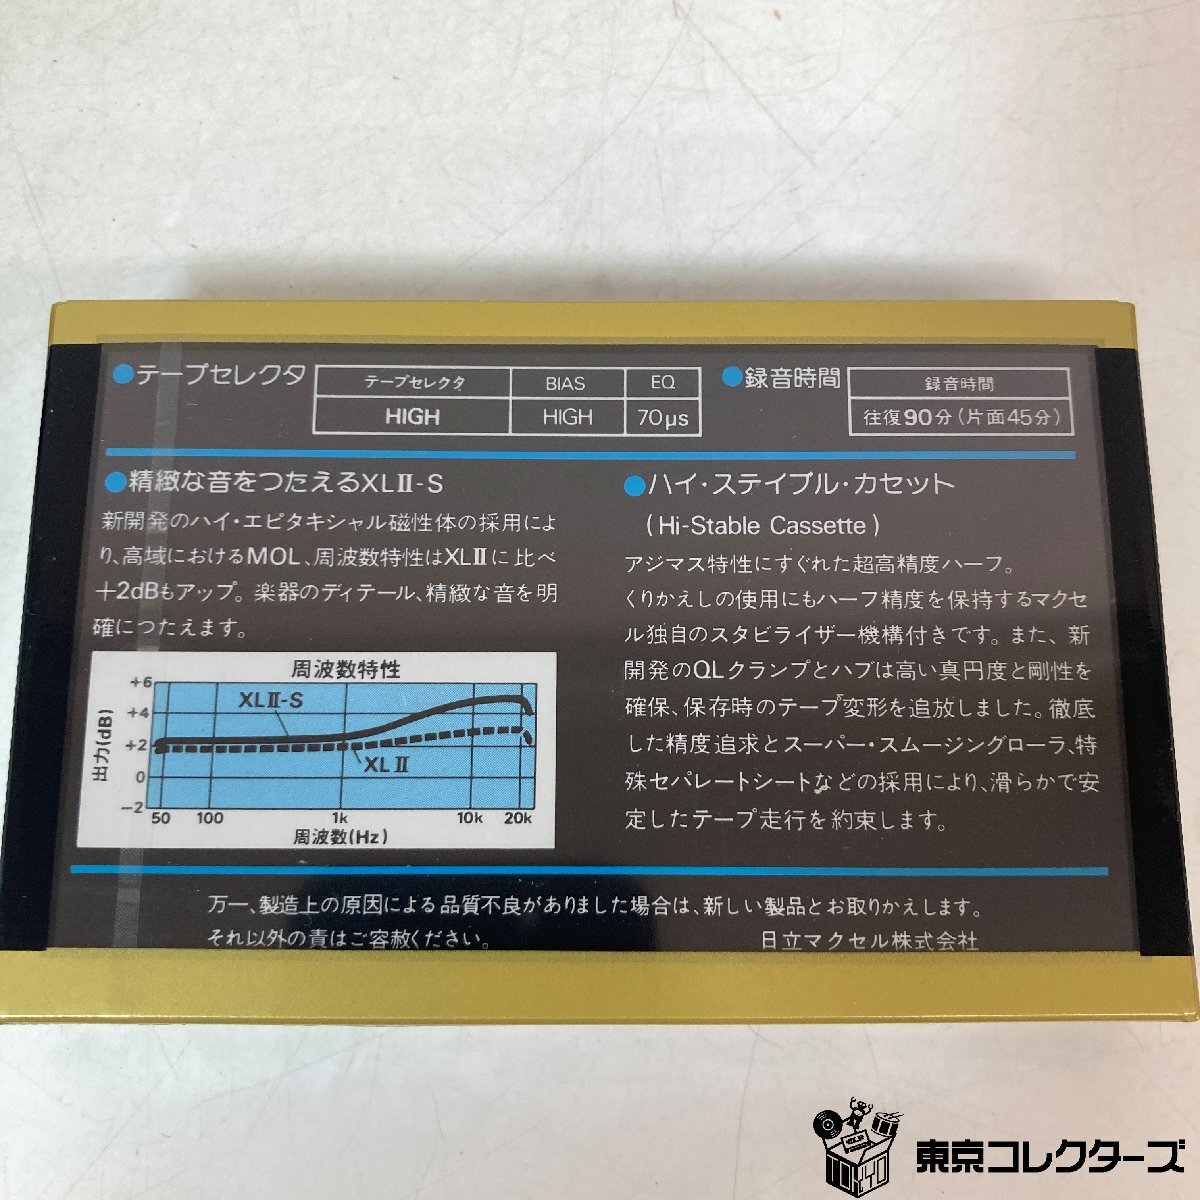 ●テープセレクタ
テープセレクタ BIAS EQ
HIGH HIGH 70μs
●録音時間
録音時間
往復90分(片面45分)
●精緻な音をつたえるXLⅡ-S
新開発のハイ・エピタキシャル磁性体の採用によ
り、高域におけるMOL、周波数特性はXLⅡに比べ
+2dBもアップ。楽器のディテール、精緻な音を明
確につたえます。
周波数特性
出力(dB)
+6
+4
+2
0
-2
XLⅡ-S
XLⅡ
50 100 1k 10k 20k
周波数(Hz)
●ハイ・ステイブル・カセット
(Hi-Stable Cassette)
アジマス特性にすぐれた超高精度ハーフ。
くりかえしの使用にもハーフ精度を保持するマクセ
ル独自のスタビライザー機構付きです。また、新
開発のQLクランプとハブは高い真円度と剛性を
確保、保存時のテープ変形を追放しました。徹底
した精度追求とスーパー・スムージングローラ、特
殊セパレートシートなどの採用により、滑らかで安
定したテープ走行を約束します。
万一、製造上の原因による品質不良がありました場合は、新しい製品とお取りかえします。
それ以外の責はご容赦ください。
日立マクセル株式会社
TOKYO
東京コレクターズ